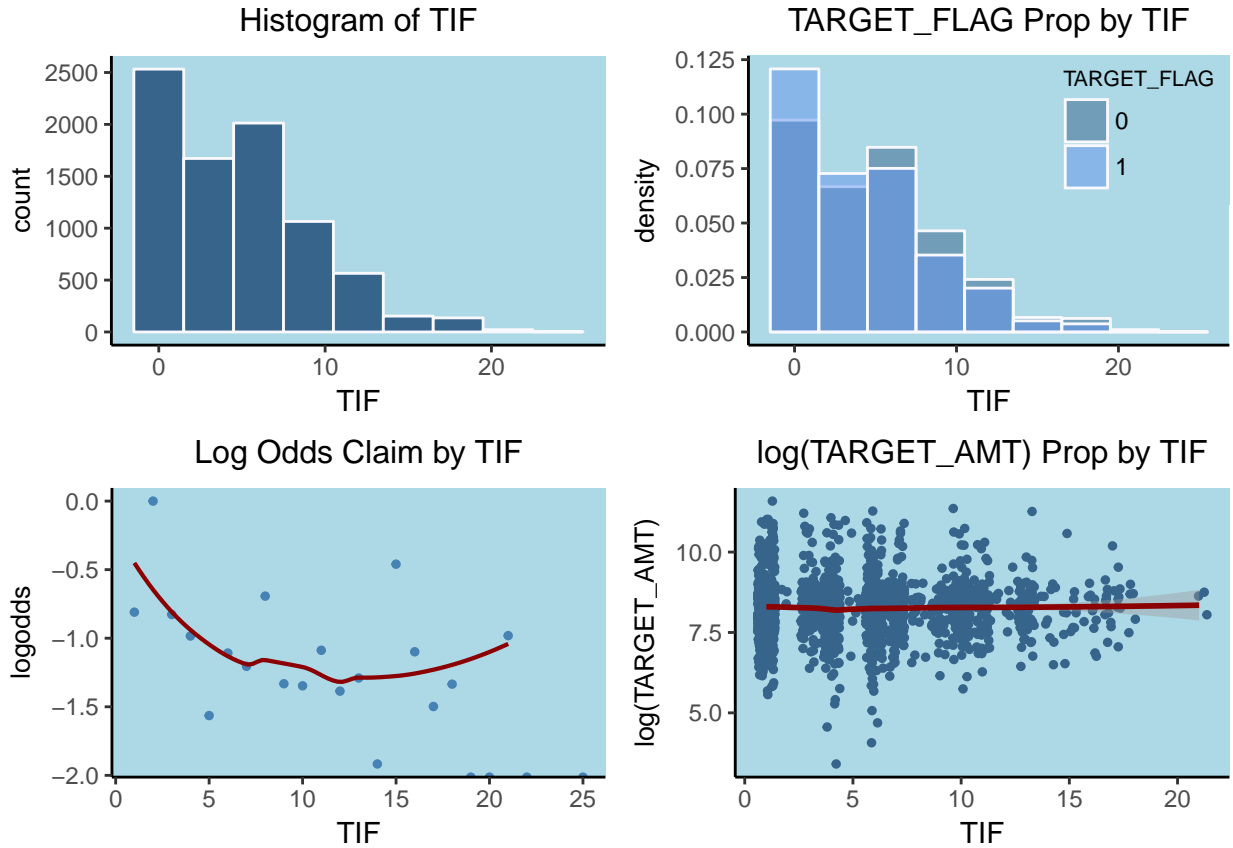 Histogram of TIF
2500
2000
1500
1000
500
0
count
0 10 20
TIF
TARGET_FLAG Prop by TIF
0.125
0.100
0.075
0.050
0.025
0.000
density
TARGET_FLAG
0
1
0 10 20
TIF
Log Odds Claim by TIF
0.0
−0.5
−1.0
−1.5
−2.0
logodds
0 5 10 15 20 25
TIF
log(TARGET_AMT) Prop by TIF
10.0
7.5
5.0
log(TARGET_AMT)
0 5 10 15 20
TIF